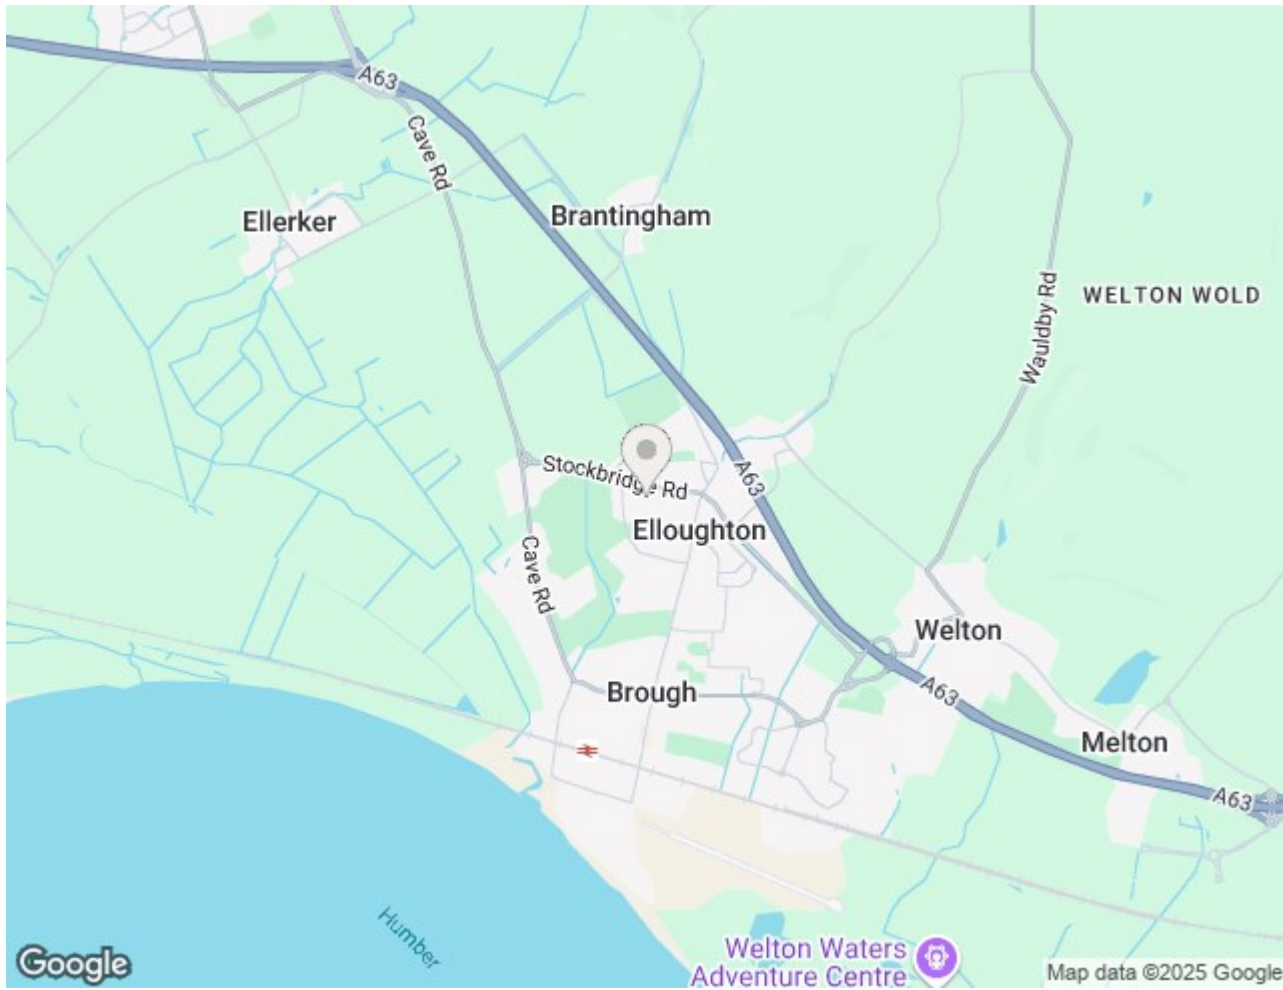 A63
Cave Rd
Brantingham
Ellerker
Wauldby Rd
WELTON WOLD
Stockbridge Rd
A63
Elloughton
Cave Rd
Welton
Brough
A63
Melton
A63
Humber
Welton Waters
Adventure Centre
Google
Map data ©2025 Google